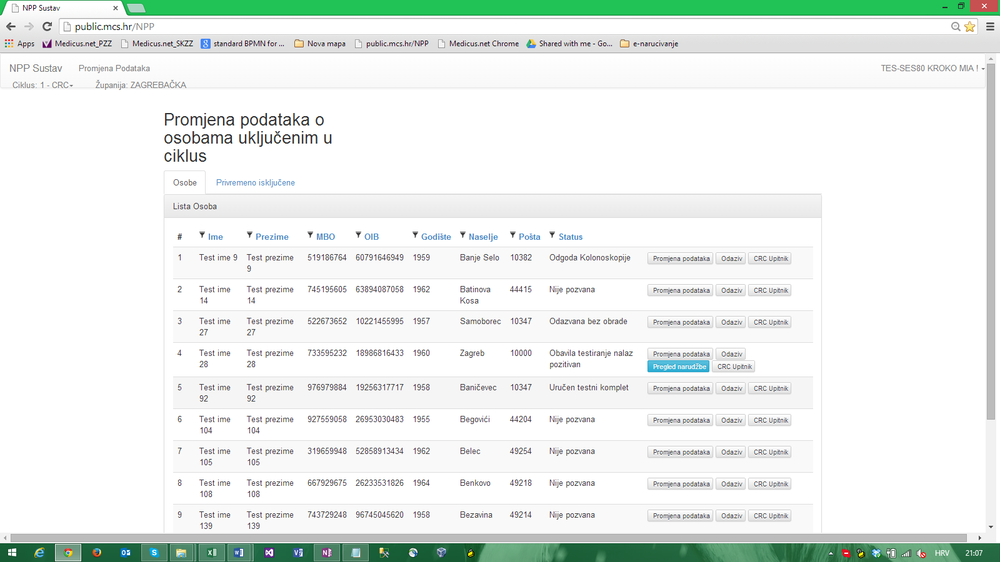 NPP Sustav
public.mcs.hr/NPP
Apps Medicus.net_PZZ Medicus.net_SKZZ standard BPMN for ... Nova mapa public.mcs.hr/NPP Medicus.net Chrome Shared with me - Go... e-narucivanje
NPP Sustav Promjena Podataka TES-SES80 KROKO MIA !
Ciklus: 1 - CRC Županija: ZAGREBAČKA
Promjena podataka o
osobama uključenim u
ciklus
Osobe Privremeno isključene
Lista Osoba
# Ime Prezime MBO OIB Godište Naselje Pošta Status
1 Test ime 9 Test prezime 519186764 60791646949 1959 Banje Selo 10382 Odgoda Kolonoskopije Promjena podataka Odaziv CRC Upitnik
9
2 Test ime Test prezime 745195605 63894087058 1962 Batinova 44415 Nije pozvana Promjena podataka Odaziv CRC Upitnik
14 14 Kosa
3 Test ime Test prezime 522673652 10221455995 1957 Samoborec 10347 Odazvana bez obrade Promjena podataka Odaziv CRC Upitnik
27 27
4 Test ime Test prezime 733595232 18986816433 1960 Zagreb 10000 Obavila testiranje nalaz Promjena podataka Odaziv
28 28 pozitivan Pregled narudžbe CRC Upitnik
5 Test ime Test prezime 976979884 19256317717 1958 Baničevec 10347 Uručen testni komplet Promjena podataka Odaziv CRC Upitnik
92 92
6 Test ime Test prezime 927559058 26953030483 1955 Begovići 44204 Nije pozvana Promjena podataka Odaziv CRC Upitnik
104 104
7 Test ime Test prezime 319659948 52858913434 1962 Belec 49254 Nije pozvana Promjena podataka Odaziv CRC Upitnik
105 105
8 Test ime Test prezime 667929675 26233531826 1964 Benkovo 49218 Nije pozvana Promjena podataka Odaziv CRC Upitnik
108 108
9 Test ime Test prezime 743729248 96745045620 1958 Bezavina 49214 Nije pozvana Promjena podataka Odaziv CRC Upitnik
139 139
HRV 21:07